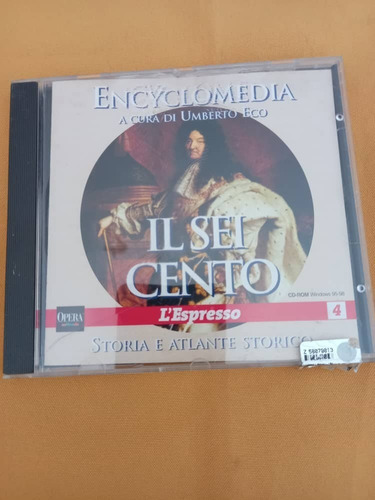 ENCYCLOMEDIA
A CURA DI UMBERTO ECO
IL SEI
CENTO
CD-ROM Windows 95-98
OPERA
L'Espresso
4
STORIA E ATLANTE STORICO